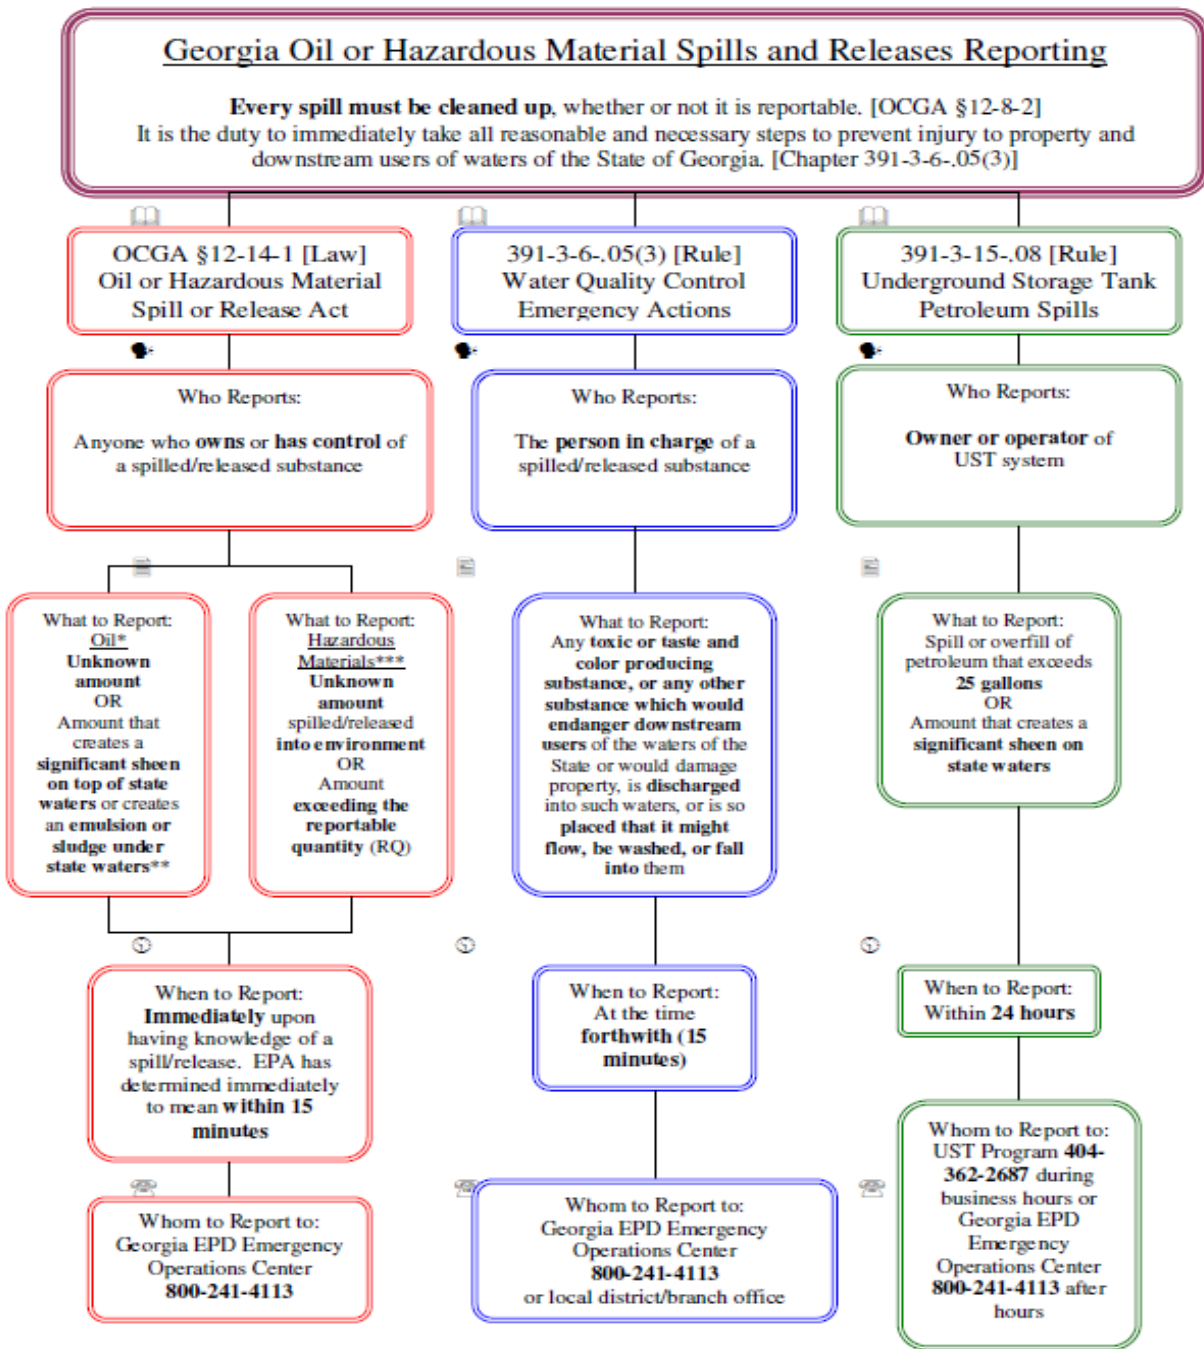 Georgia Oil or Hazardous Material Spills and Releases Reporting
Every spill must be cleaned up, whether or not it is reportable. [OCGA §12-8-2]
It is the duty to immediately take all reasonable and necessary steps to prevent injury to property and
downstream users of waters of the State of Georgia. [Chapter 391-3-6-.05(3)]
OCGA §12-14-1 [Law]
Oil or Hazardous Material
Spill or Release Act
Who Reports:
Anyone who owns or has control of
a spilled/released substance
What to Report:
Oil*
Unknown
amount
OR
Amount that
creates a
significant sheen
on top of state
waters or creates
an emulsion or
sludge under
state waters**
What to Report:
Hazardous
Materials***
Unknown
amount
spilled/released
into environment
OR
Amount
exceeding the
reportable
quantity (RQ)
When to Report:
Immediately upon
having knowledge of a
spill/release. EPA has
determined immediately
to mean within 15
minutes
Whom to Report to:
Georgia EPD Emergency
Operations Center
800-241-4113
391-3-6-.05(3) [Rule]
Water Quality Control
Emergency Actions
Who Reports:
The person in charge of a
spilled/released substance
What to Report:
Any toxic or taste and
color producing
substance, or any other
substance which would
endanger downstream
users of the waters of the
State or would damage
property, is discharged
into such waters, or is so
placed that it might
flow, be washed, or fall
into them
When to Report:
At the time
forthwith (15
minutes)
Whom to Report to:
Georgia EPD Emergency
Operations Center
800-241-4113
or local district/branch office
391-3-15-.08 [Rule]
Underground Storage Tank
Petroleum Spills
Who Reports:
Owner or operator of
UST system
What to Report:
Spill or overfill of
petroleum that exceeds
25 gallons
OR
Amount that creates a
significant sheen on
state waters
When to Report:
Within 24 hours
Whom to Report to:
UST Program 404-
362-2687 during
business hours or
Georgia EPD
Emergency
Operations Center
800-241-4113 after
hours